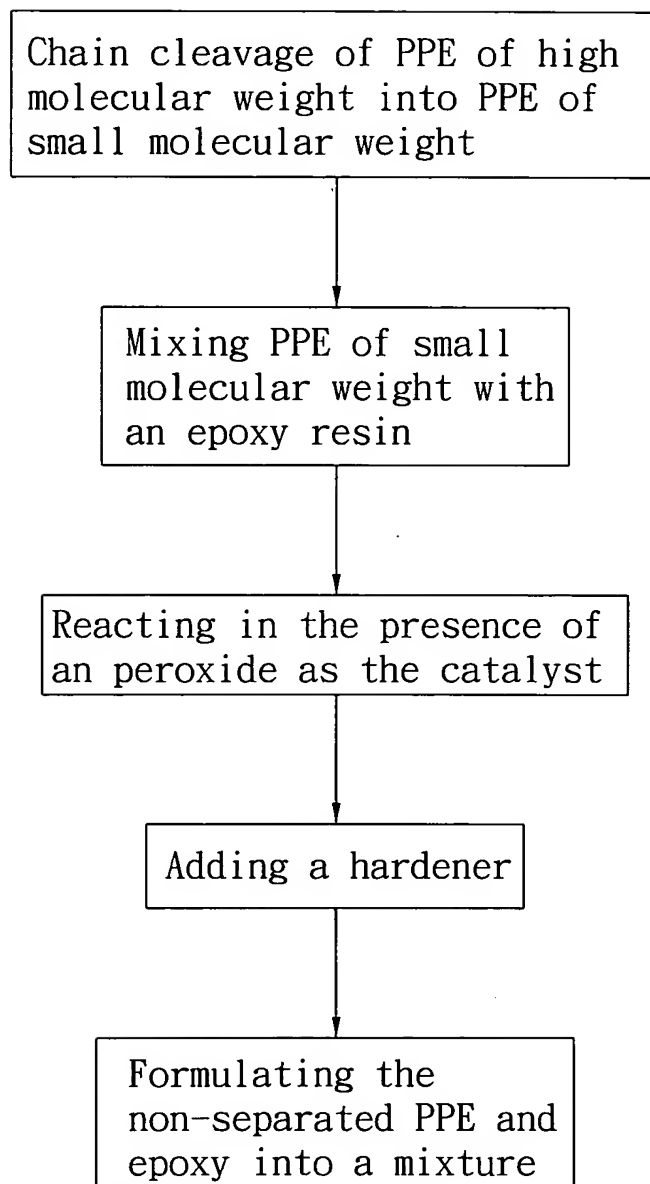 Chain cleavage of PPE of high
molecular weight into PPE of
small molecular weight
Mixing PPE of small
molecular weight with
an epoxy resin
Reacting in the presence of
an peroxide as the catalyst
Adding a hardener
Formulating the
non-separated PPE and
epoxy into a mixture